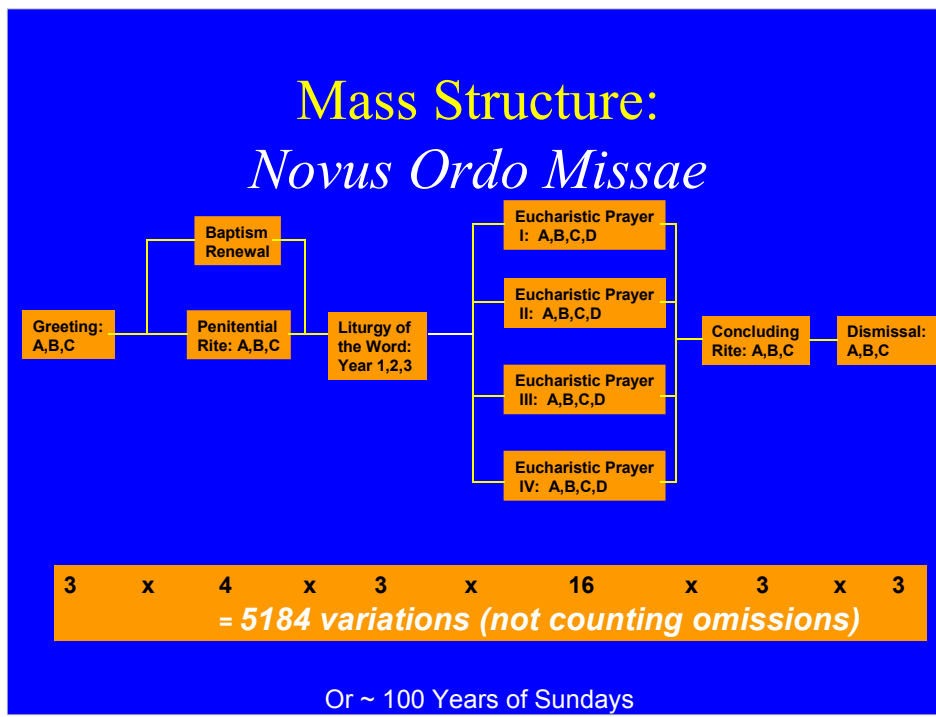 Mass Structure:
Novus Ordo Missae
Baptism
Renewal
Greeting:
A,B,C
Penitential
Rite: A,B,C
Liturgy of
the Word:
Year 1,2,3
Eucharistic Prayer
I: A,B,C,D
Eucharistic Prayer
II: A,B,C,D
Eucharistic Prayer
III: A,B,C,D
Eucharistic Prayer
IV: A,B,C,D
Concluding
Rite: A,B,C
Dismissal:
A,B,C
3 x 4 x 3 x 16 x 3 x 3
= 5184 variations (not counting omissions)
Or ~ 100 Years of Sundays